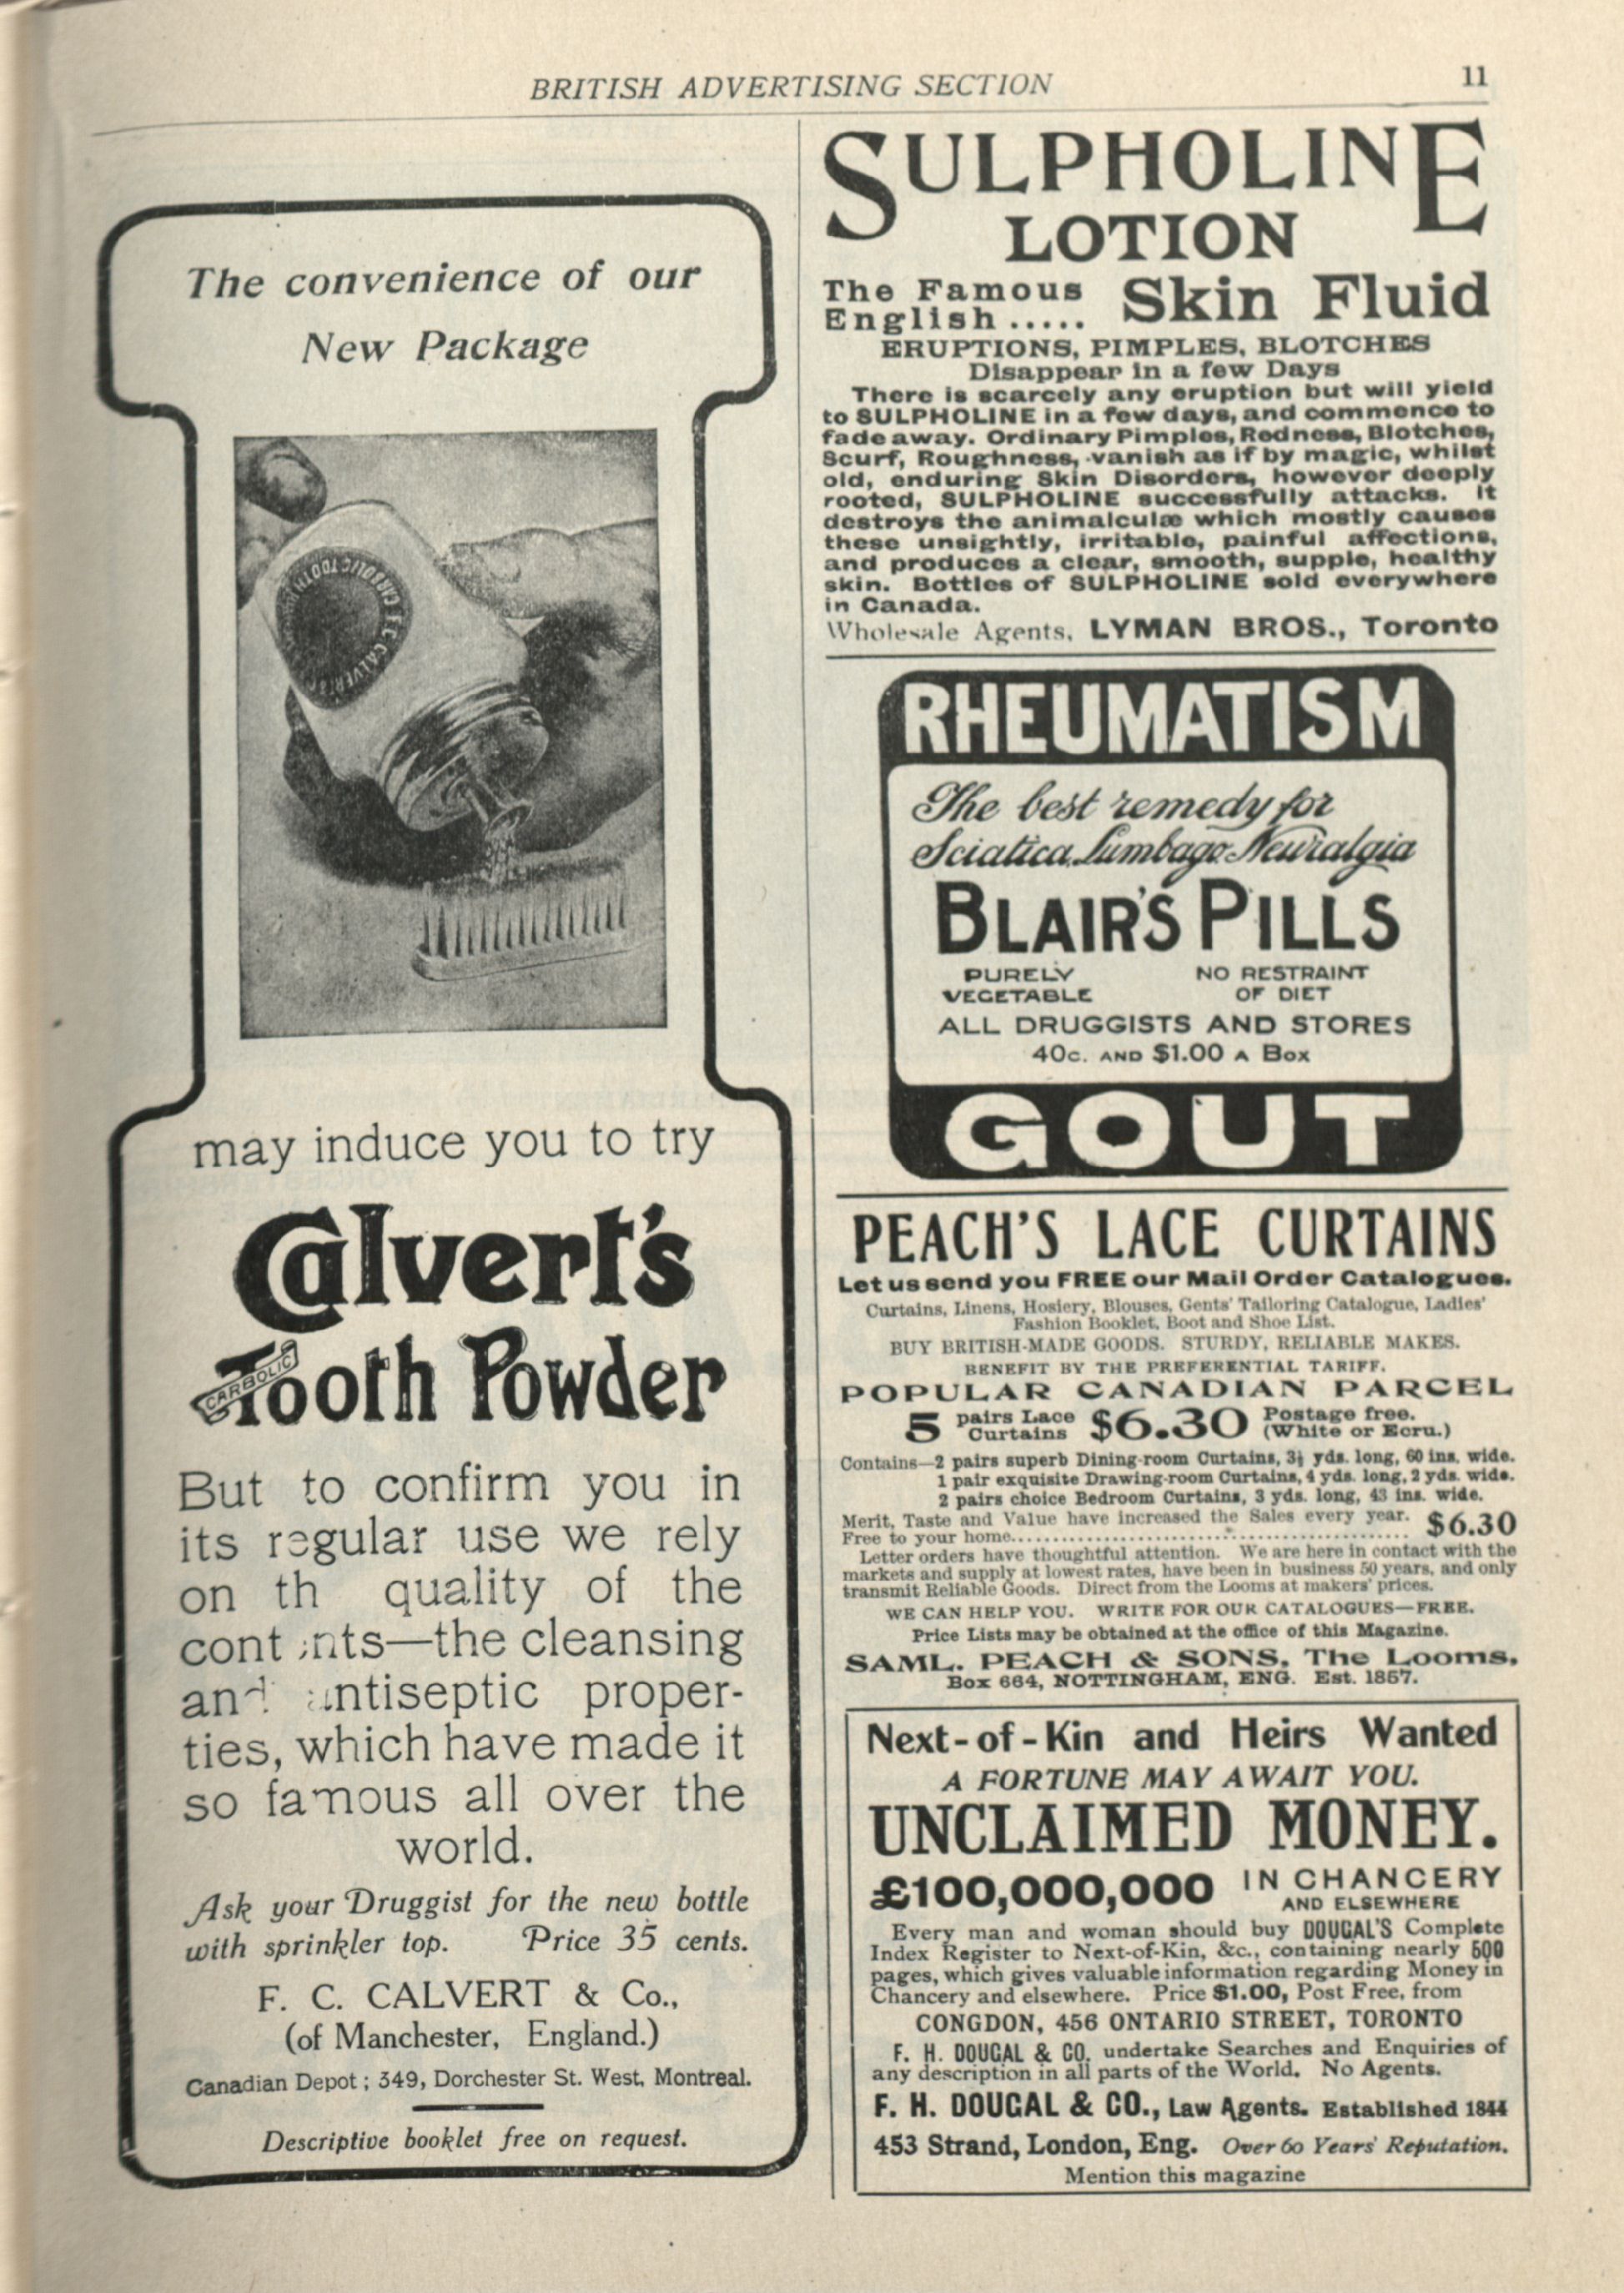 BRITISH ADVERTISING SECTION 11
The convenience of our
New Package
F. C. CALVERT & CARBOLIC TOOTH
may induce you to try
Calvert's
CARBOLIC
Tooth Powder
But to confirm you in
its regular use we rely
on th quality of the
cont nts—the cleansing
and antiseptic proper-
ties, which have made it
so famous all over the
world.
Ask your Druggist for the new bottle
with sprinkler top. Price 35 cents.
F. C. CALVERT & Co.,
(of Manchester, England.)
Canadian Depot; 349, Dorchester St. West, Montreal.
Descriptive booklet free on request.
SULPHOLINE
LOTION
The Famous
English ..... Skin Fluid
ERUPTIONS, PIMPLES, BLOTCHES
Disappear in a few Days
There is scarcely any eruption but will yield
to SULPHOLINE in a few days, and commence to
fade away. Ordinary Pimples, Redness, Blotches,
Scurf, Roughness, vanish as if by magic, whilst
old, enduring Skin Disorders, however deeply
rooted, SULPHOLINE successfully attacks. It
destroys the animalculæ which mostly causes
these unsightly, irritable, painful affections,
and produces a clear, smooth, supple, healthy
skin. Bottles of SULPHOLINE sold everywhere
in Canada.
Wholesale Agents, LYMAN BROS., Toronto
RHEUMATISM
The best remedy for
Sciatica, Lumbago, Neuralgia
BLAIR'S PILLS
PURELY NO RESTRAINT
VEGETABLE OF DIET
ALL DRUGGISTS AND STORES
40c. AND $1.00 A Box
GOUT
PEACH'S LACE CURTAINS
Let us send you FREE our Mail Order Catalogues.
Curtains, Linens, Hosiery, Blouses, Gents' Tailoring Catalogue, Ladies'
Fashion Booklet, Boot and Shoe List.
BUY BRITISH-MADE GOODS. STURDY, RELIABLE MAKES.
BENEFIT BY THE PREFERENTIAL TARIFF.
POPULAR CANADIAN PARCEL
5 pairs Lace Curtains $6.30 Postage free. (White or Ecru.)
Contains—2 pairs superb Dining-room Curtains, 3½ yds. long, 60 ins. wide.
1 pair exquisite Drawing-room Curtains, 4 yds. long, 2 yds. wide.
2 pairs choice Bedroom Curtains, 3 yds. long, 43 ins. wide.
Merit, Taste and Value have increased the Sales every year.
Free to your home.......... $6.30
Letter orders have thoughtful attention. We are here in contact with the
markets and supply at lowest rates, have been in business 50 years, and only
transmit Reliable Goods. Direct from the Looms at makers' prices.
WE CAN HELP YOU. WRITE FOR OUR CATALOGUES—FREE.
Price Lists may be obtained at the office of this Magazine.
SAML. PEACH & SONS, The Looms,
Box 664, NOTTINGHAM, ENG. Est. 1857.
Next-of-Kin and Heirs Wanted
A FORTUNE MAY AWAIT YOU.
UNCLAIMED MONEY.
£100,000,000 IN CHANCERY
AND ELSEWHERE
Every man and woman should buy DOUGAL'S Complete
Index Register to Next-of-Kin, &c., containing nearly 500
pages, which gives valuable information regarding Money in
Chancery and elsewhere. Price $1.00, Post Free, from
CONGDON, 456 ONTARIO STREET, TORONTO
F. H. DOUGAL & CO. undertake Searches and Enquiries of
any description in all parts of the World. No Agents.
F. H. DOUGAL & CO., Law Agents. Established 1844
453 Strand, London, Eng. Over 60 Years' Reputation.
Mention this magazine